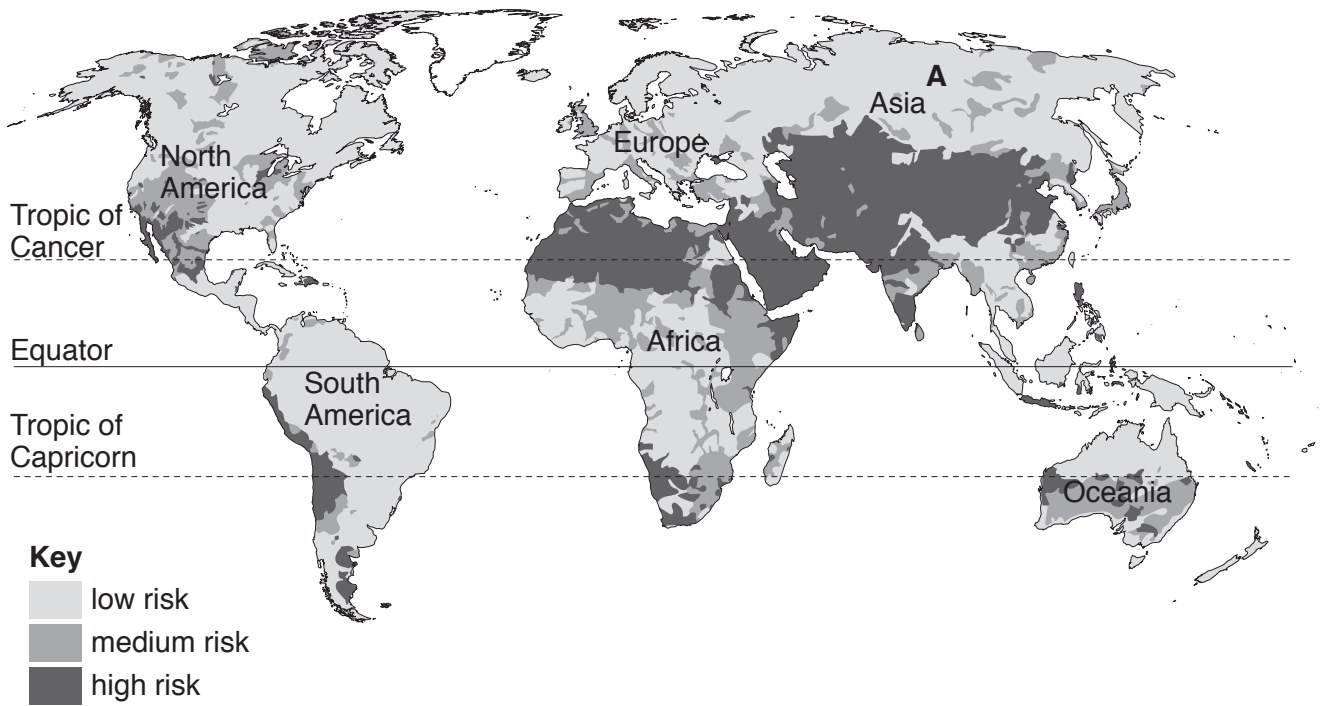 A
Asia
Europe
North
America
Tropic of
Cancer
Africa
Equator
South
America
Tropic of
Capricorn
Oceania
Key
low risk
medium risk
high risk